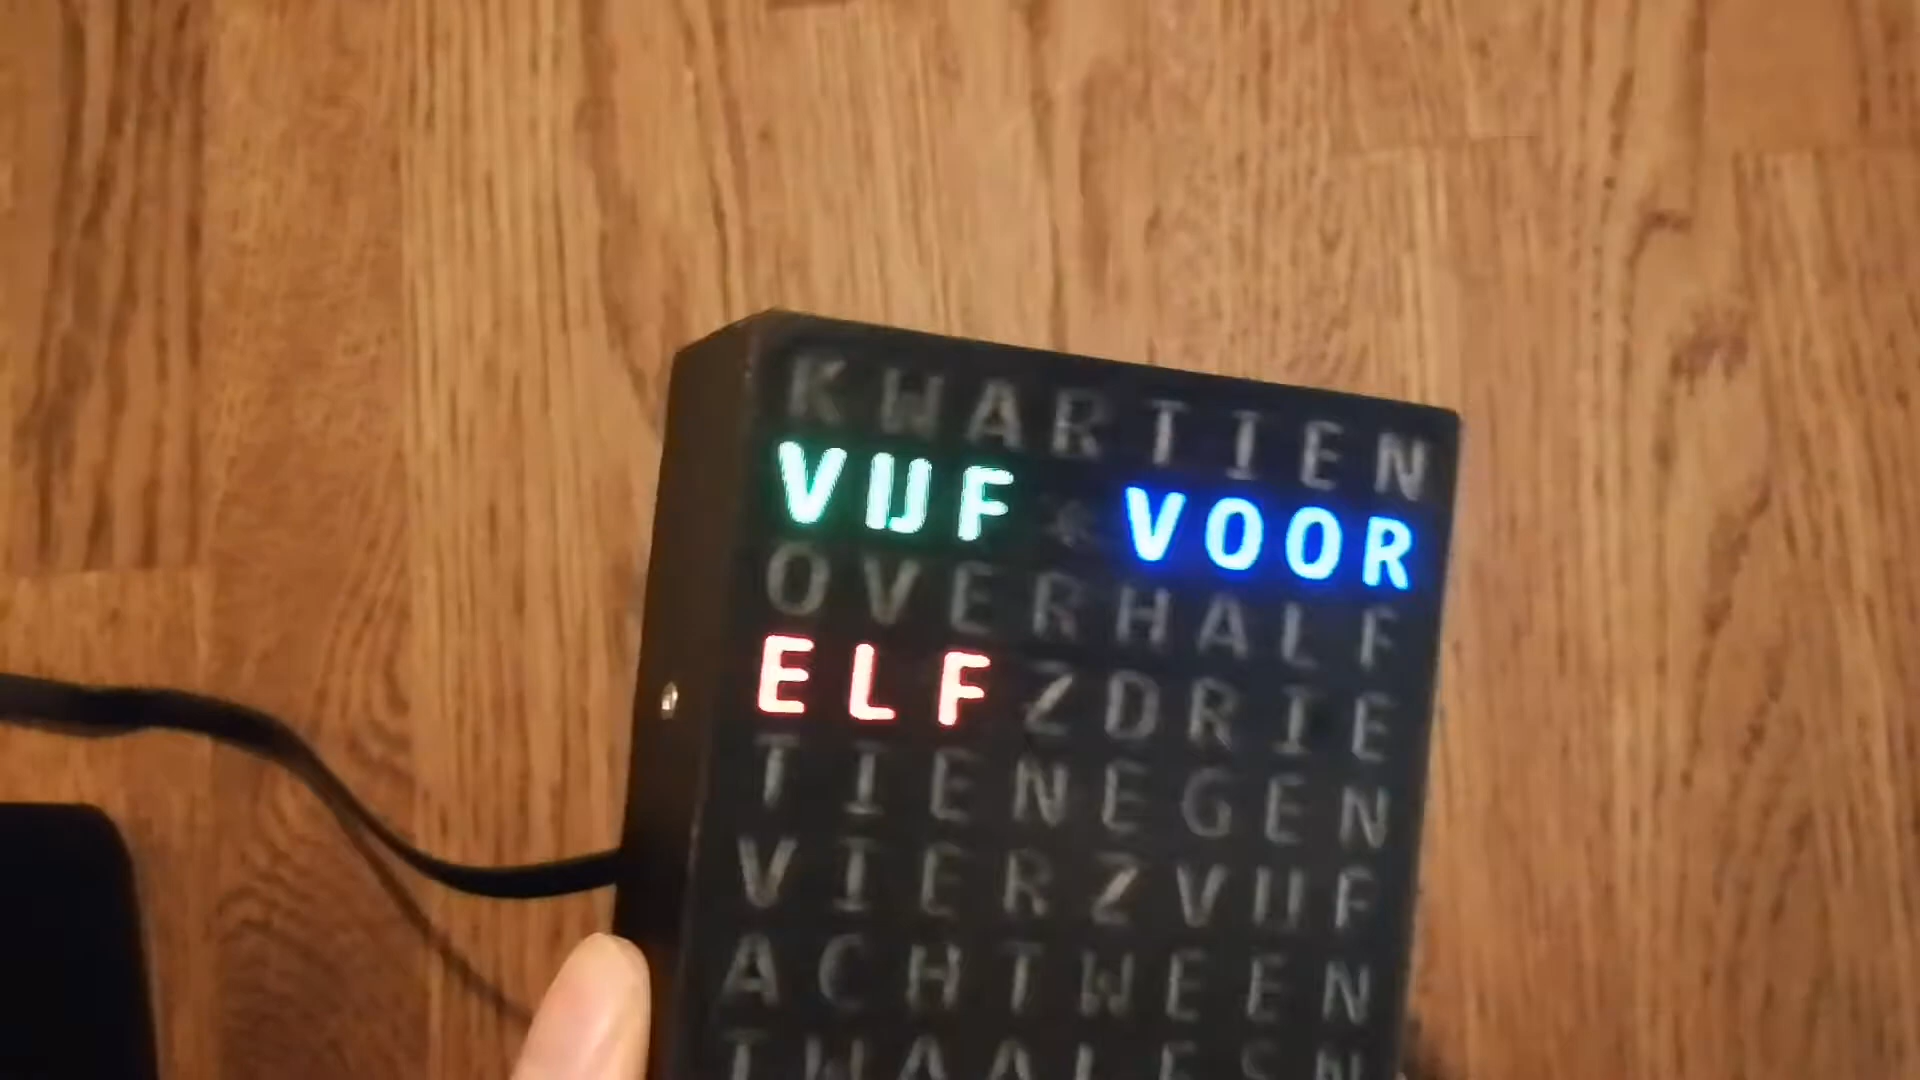 KWARTIEN
VIJF * VOOR
OVERHALF
ELFZDRIE
TIENEGEN
VIERZVIJF
ACHTWEEN